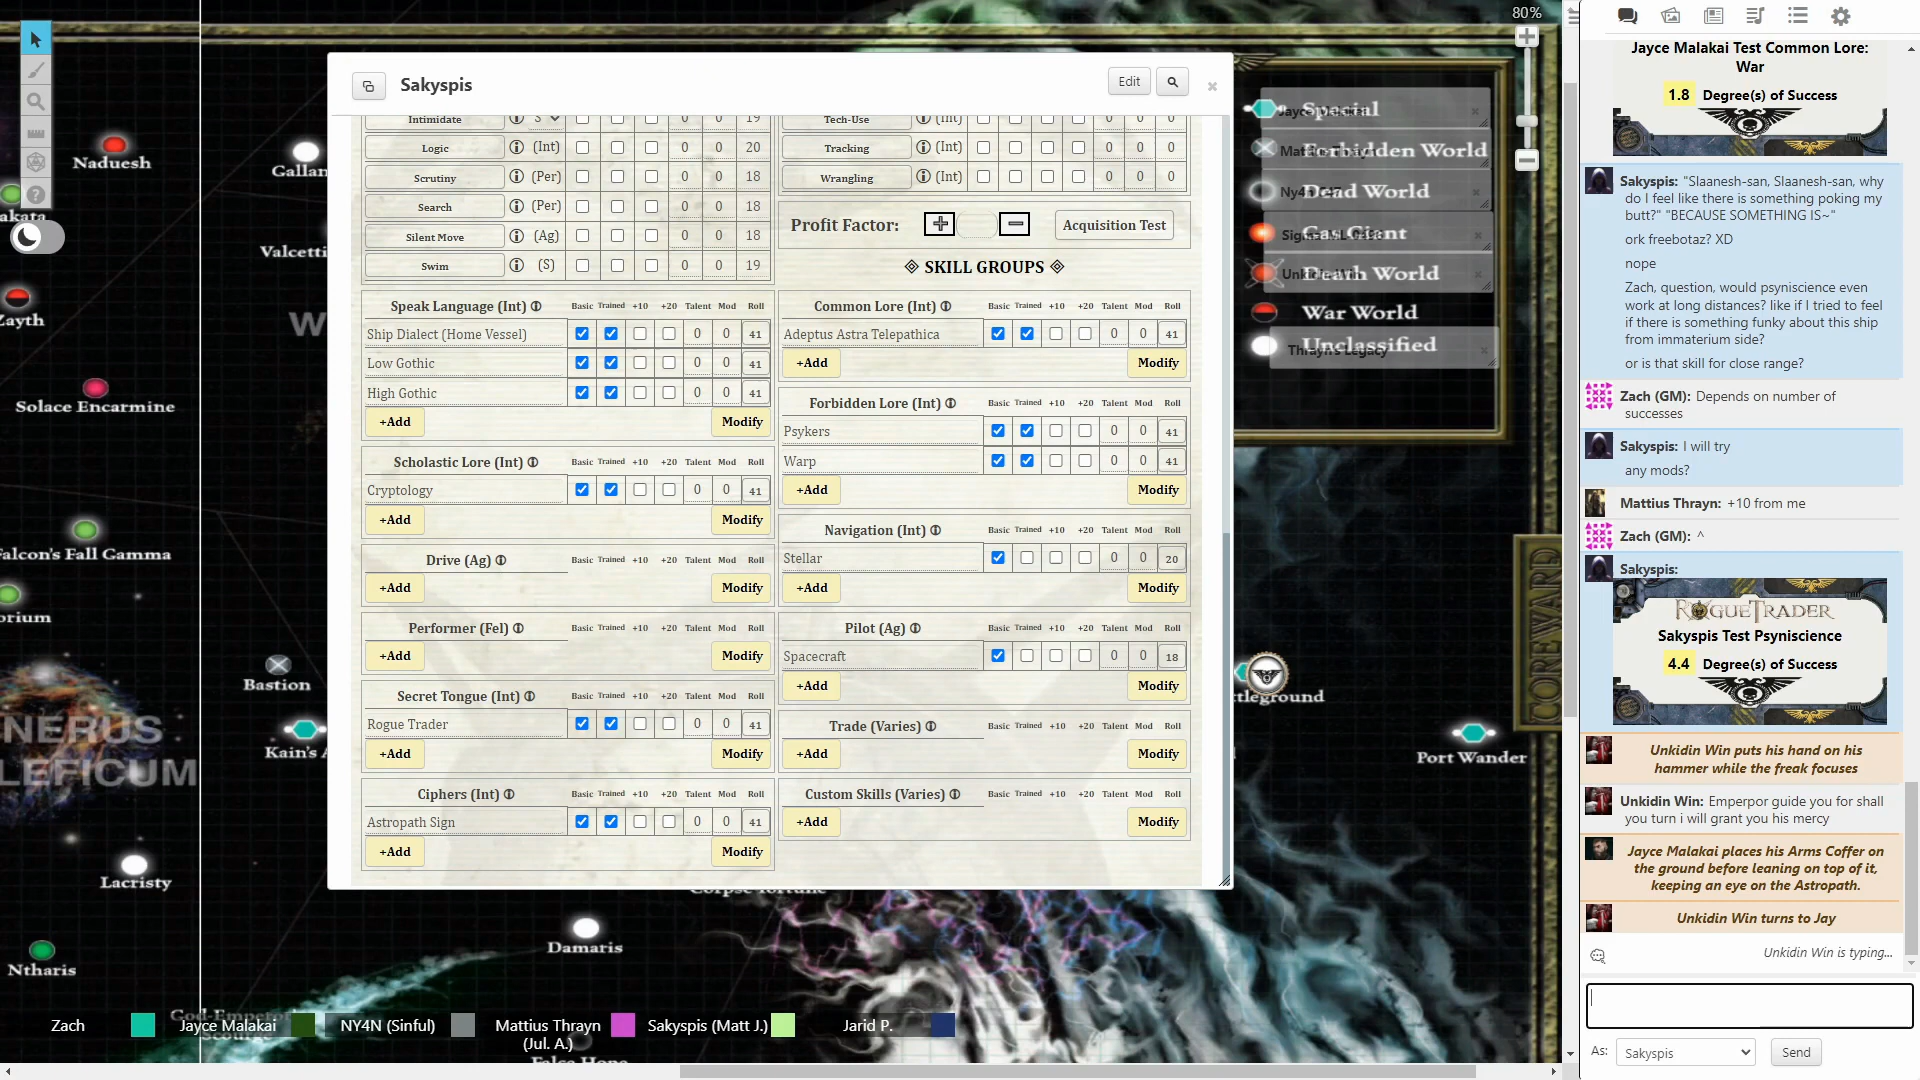 80%
Sakyspis
Edit
Intimidate S 0 0 19
Logic (Int) 0 0 20
Scrutiny (Per) 0 0 18
Search (Per) 0 0 18
Silent Move (Ag) 0 0 18
Swim (S) 0 0 19
Tech-Use (Int) 0 0 0
Tracking (Int) 0 0 0
Wrangling (Int) 0 0 0
Profit Factor:
Acquisition Test
SKILL GROUPS
Speak Language (Int) Basic Trained +10 +20 Talent Mod Roll
Ship Dialect (Home Vessel) 0 0 41
Low Gothic 0 0 41
High Gothic 0 0 41
+Add Modify
Scholastic Lore (Int) Basic Trained +10 +20 Talent Mod Roll
Cryptology 0 0 41
+Add Modify
Drive (Ag) Basic Trained +10 +20 Talent Mod Roll
+Add Modify
Performer (Fel) Basic Trained +10 +20 Talent Mod Roll
+Add Modify
Secret Tongue (Int) Basic Trained +10 +20 Talent Mod Roll
Rogue Trader 0 0 41
+Add Modify
Ciphers (Int) Basic Trained +10 +20 Talent Mod Roll
Astropath Sign 0 0 41
+Add Modify
Common Lore (Int) Basic Trained +10 +20 Talent Mod Roll
Adeptus Astra Telepathica 0 0 41
+Add Modify
Forbidden Lore (Int) Basic Trained +10 +20 Talent Mod Roll
Psykers 0 0 41
Warp 0 0 41
+Add Modify
Navigation (Int) Basic Trained +10 +20 Talent Mod Roll
Stellar 0 0 20
+Add Modify
Pilot (Ag) Basic Trained +10 +20 Talent Mod Roll
Spacecraft 0 0 18
+Add Modify
Trade (Varies) Basic Trained +10 +20 Talent Mod Roll
+Add Modify
Custom Skills (Varies) Basic Trained +10 +20 Talent Mod Roll
+Add Modify
Naduesh
Gallan
akata
Valcetti
Zayth
W
Solace Encarmine
Falcon's Fall Gamma
orium
Bastion
NERUS
LEFICUM
Kain's A
Lacristy
Ntharis
Damaris
Special
Forbidden World
Dead World
Gas Giant
Death World
War World
Unclassified
Thrayn's Legacy
COREWARD
ttleground
Port Wander
Zach
Jayce Malakai
NY4N (Sinful)
Mattius Thrayn
(Jul. A.)
Sakyspis (Matt J.)
Jarid P.
False Hope
Jayce Malakai Test Common Lore:
War
1.8 Degree(s) of Success
Sakyspis: "Slaanesh-san, Slaanesh-san, why
do I feel like there is something poking my
butt?" "BECAUSE SOMETHING IS~"
ork freebotaz? XD
nope
Zach, question, would psyniscience even
work at long distances? like if I tried to feel
if there is something funky about this ship
from immaterium side?
or is that skill for close range?
Zach (GM): Depends on number of
successes
Sakyspis: I will try
any mods?
Mattius Thrayn: +10 from me
Zach (GM): ^
Sakyspis:
ROGUE TRADER
Sakyspis Test Psyniscience
4.4 Degree(s) of Success
Unkidin Win puts his hand on his
hammer while the freak focuses
Unkidin Win: Emperpor guide you for shall
you turn i will grant you his mercy
Jayce Malakai places his Arms Coffer on
the ground before leaning on top of it,
keeping an eye on the Astropath.
Unkidin Win turns to Jay
Unkidin Win is typing...
As: Sakyspis Send